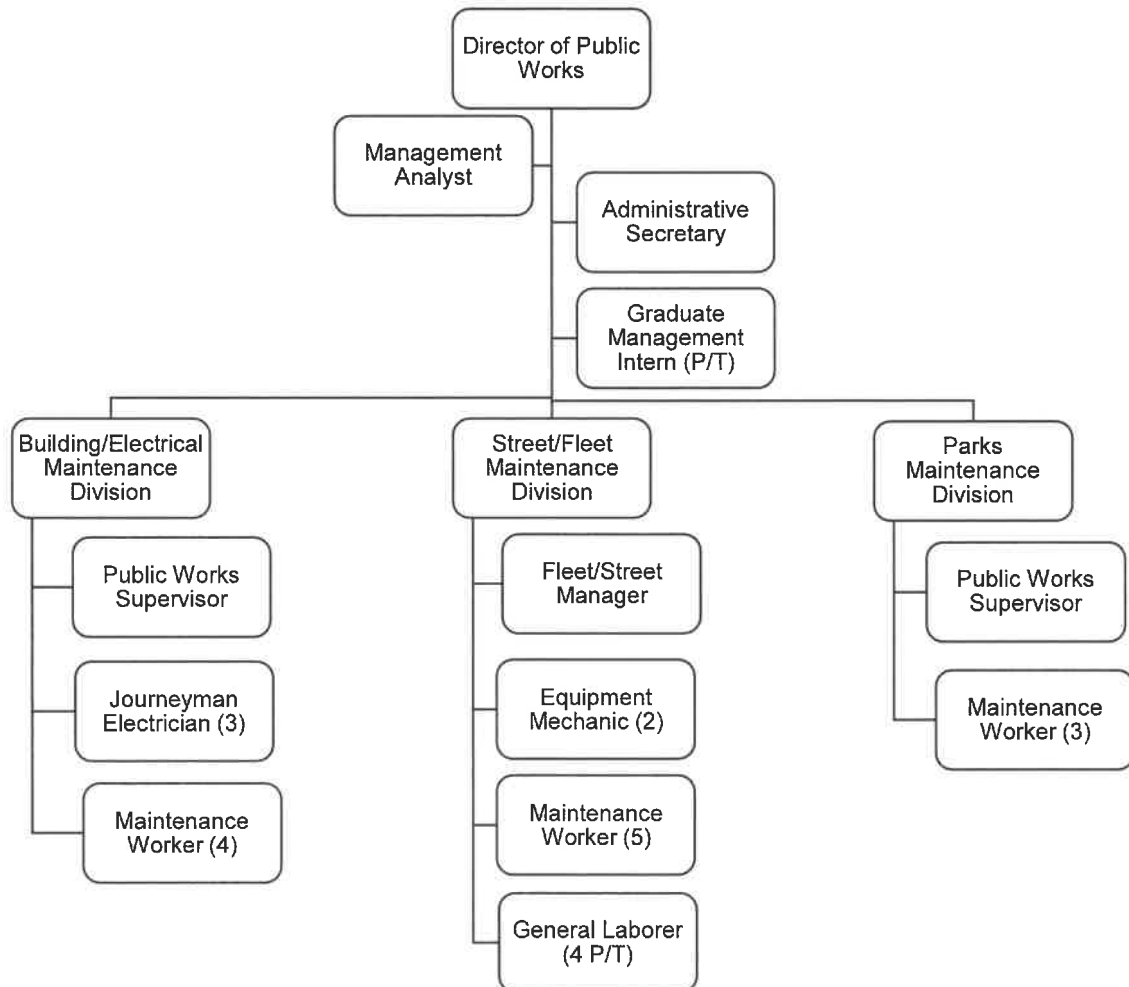 Director of Public
Works
Management
Analyst
Administrative
Secretary
Graduate
Management
Intern (P/T)
Building/Electrical
Maintenance
Division
Public Works
Supervisor
Journeyman
Electrician (3)
Maintenance
Worker (4)
Street/Fleet
Maintenance
Division
Fleet/Street
Manager
Equipment
Mechanic (2)
Maintenance
Worker (5)
General Laborer
(4 P/T)
Parks
Maintenance
Division
Public Works
Supervisor
Maintenance
Worker (3)